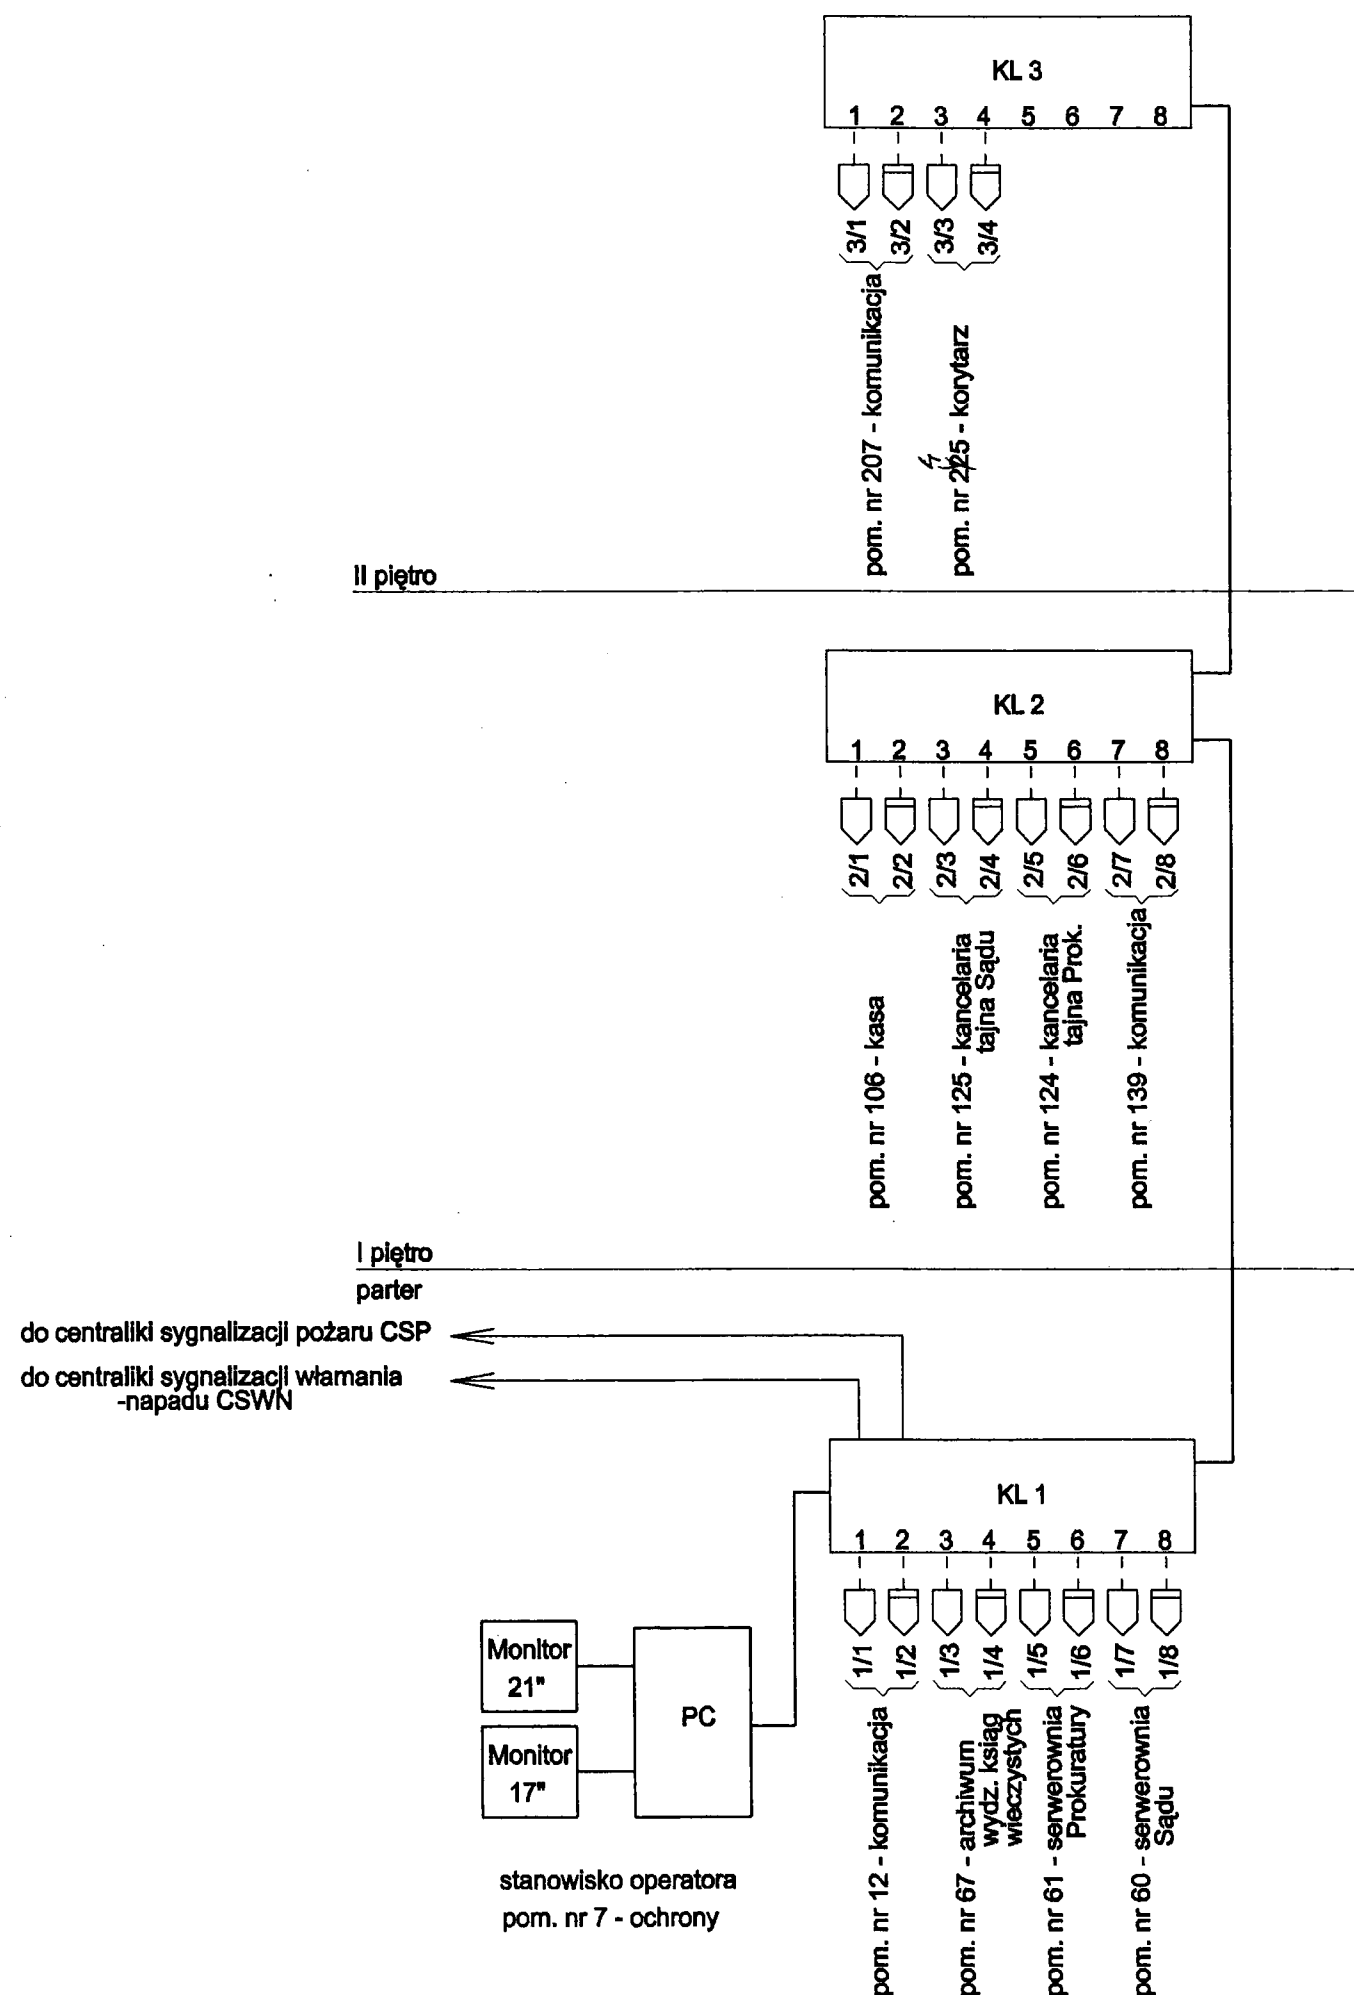 KL 3
1 2 3 4 5 6 7 8
3/1 3/2 3/3 3/4
pom. nr 207 - komunikacja
pom. nr 225 - korytarz
II piętro
KL 2
1 2 3 4 5 6 7 8
2/1 2/2 2/3 2/4 2/5 2/6 2/7 2/8
pom. nr 106 - kasa
pom. nr 125 - kancelaria
tajna Sądu
pom. nr 124 - kancelaria
tajna Prok.
pom. nr 139 - komunikacja
I piętro
parter
do centraliki sygnalizacji pożaru CSP
do centraliki sygnalizacji włamania
-napadu CSWN
KL 1
1 2 3 4 5 6 7 8
1/1 1/2 1/3 1/4 1/5 1/6 1/7 1/8
pom. nr 12 - komunikacja
pom. nr 67 - archiwum
wydz. ksiąg
wieczystych
pom. nr 61 - serwerownia
Prokuratury
pom. nr 60 - serwerownia
Sądu
Monitor
21"
Monitor
17"
PC
stanowisko operatora
pom. nr 7 - ochrony